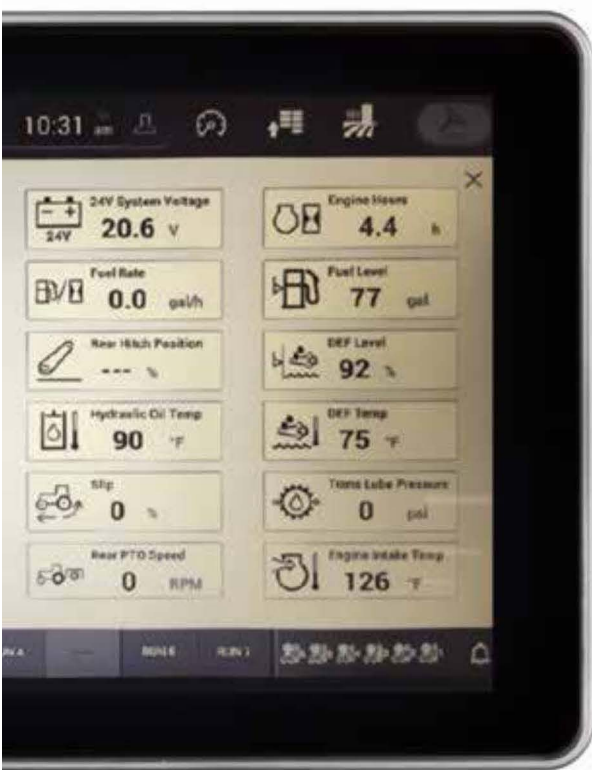 10:31 am
24V System Voltage
24V 20.6 V
Engine Hours
4.4 h
Fuel Rate
0.0 gal/h
Fuel Level
77 gal
Rear Hitch Position
--- %
DEF Level
92 %
Hydraulic Oil Temp
90 °F
DEF Temp
75 °F
Slip
0 %
Trans Lube Pressure
0 psi
Rear PTO Speed
0 RPM
Engine Intake Temp
126 °F